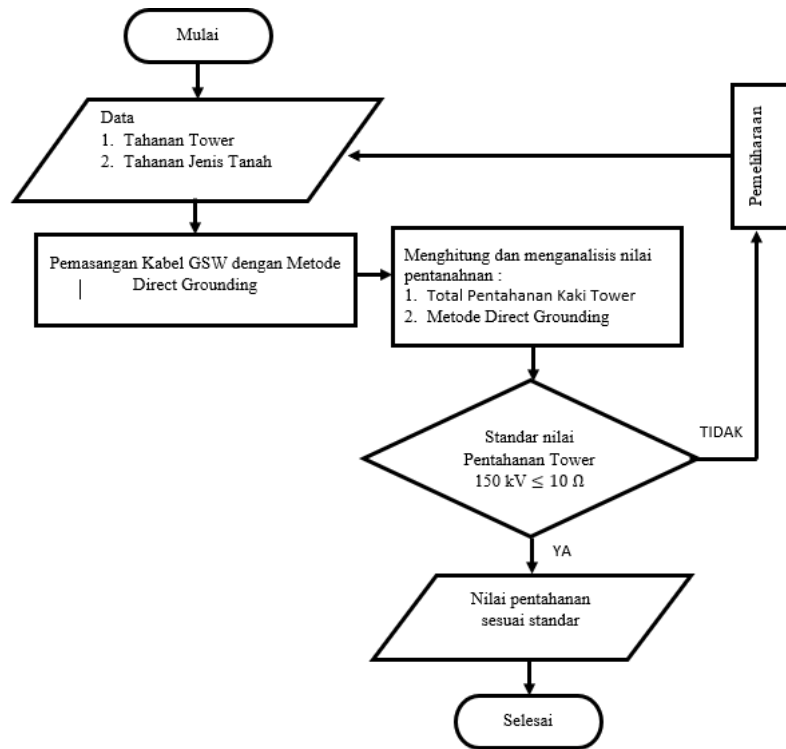 Mulai
Data
1. Tahanan Tower
2. Tahanan Jenis Tanah
Pemasangan Kabel GSW dengan Metode
Direct Grounding
Menghitung dan menganalisis nilai
pentanahnan :
1. Total Pentahanan Kaki Tower
2. Metode Direct Grounding
Standar nilai
Pentahanan Tower
150 kV ≤ 10 Ω
TIDAK
Pemeliharaan
YA
Nilai pentahanan
sesuai standar
Selesai